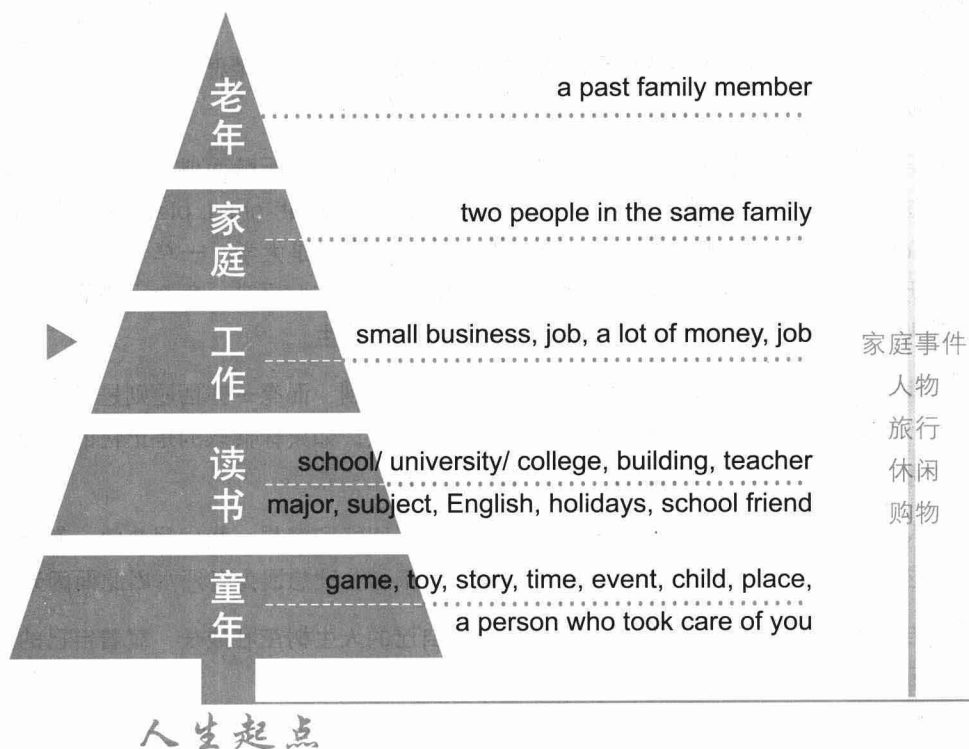 老年
a past family member
家庭
two people in the same family
工作
small business, job, a lot of money, job
读书
school/ university/ college, building, teacher
major, subject, English, holidays, school friend
童年
game, toy, story, time, event, child, place,
a person who took care of you
人生起点
家庭事件
人物
旅行
休闲
购物